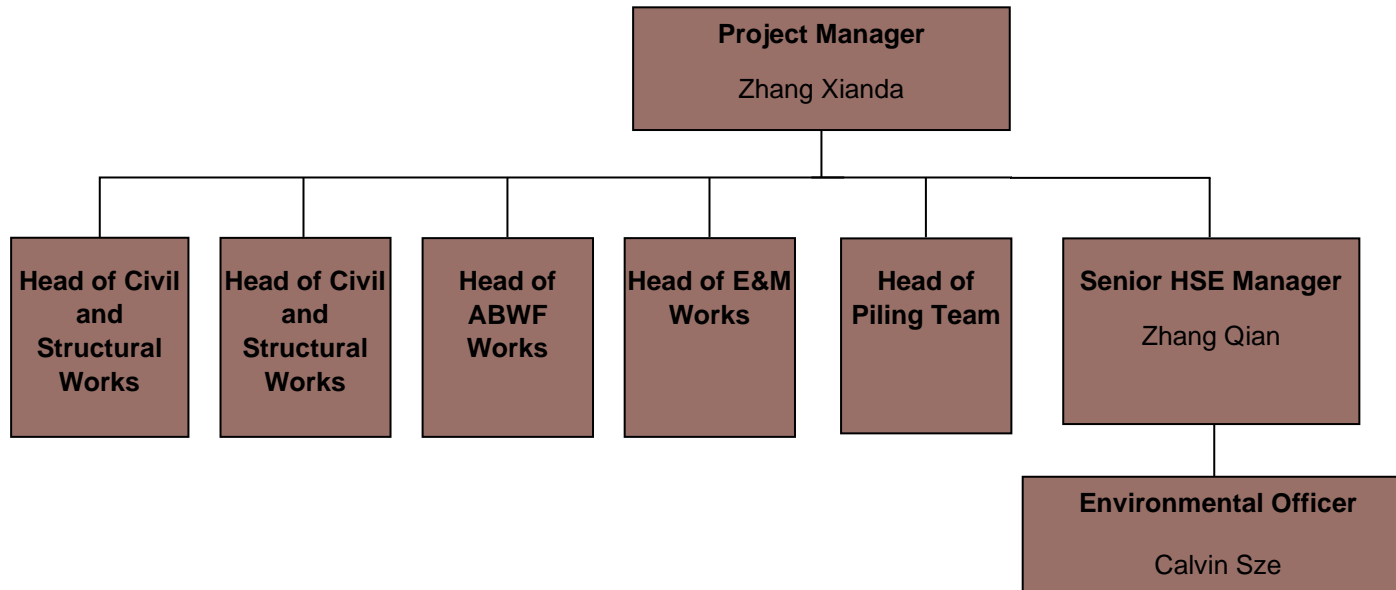 Project Manager
Zhang Xianda
Head of Civil
and
Structural
Works
Head of Civil
and
Structural
Works
Head of
ABWF
Works
Head of E&M
Works
Head of
Piling Team
Senior HSE Manager
Zhang Qian
Environmental Officer
Calvin Sze